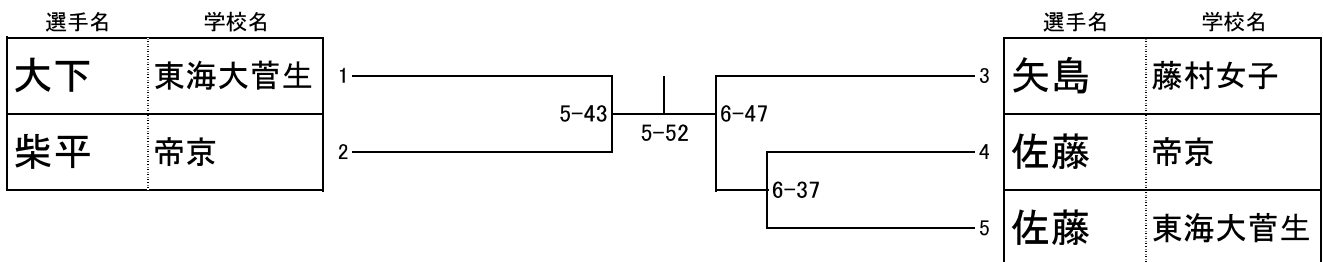 選手名 学校名
大下 東海大菅生 1
柴平 帝京 2
5-43
5-52
6-47
6-37
選手名 学校名
3 矢島 藤村女子
4 佐藤 帝京
5 佐藤 東海大菅生